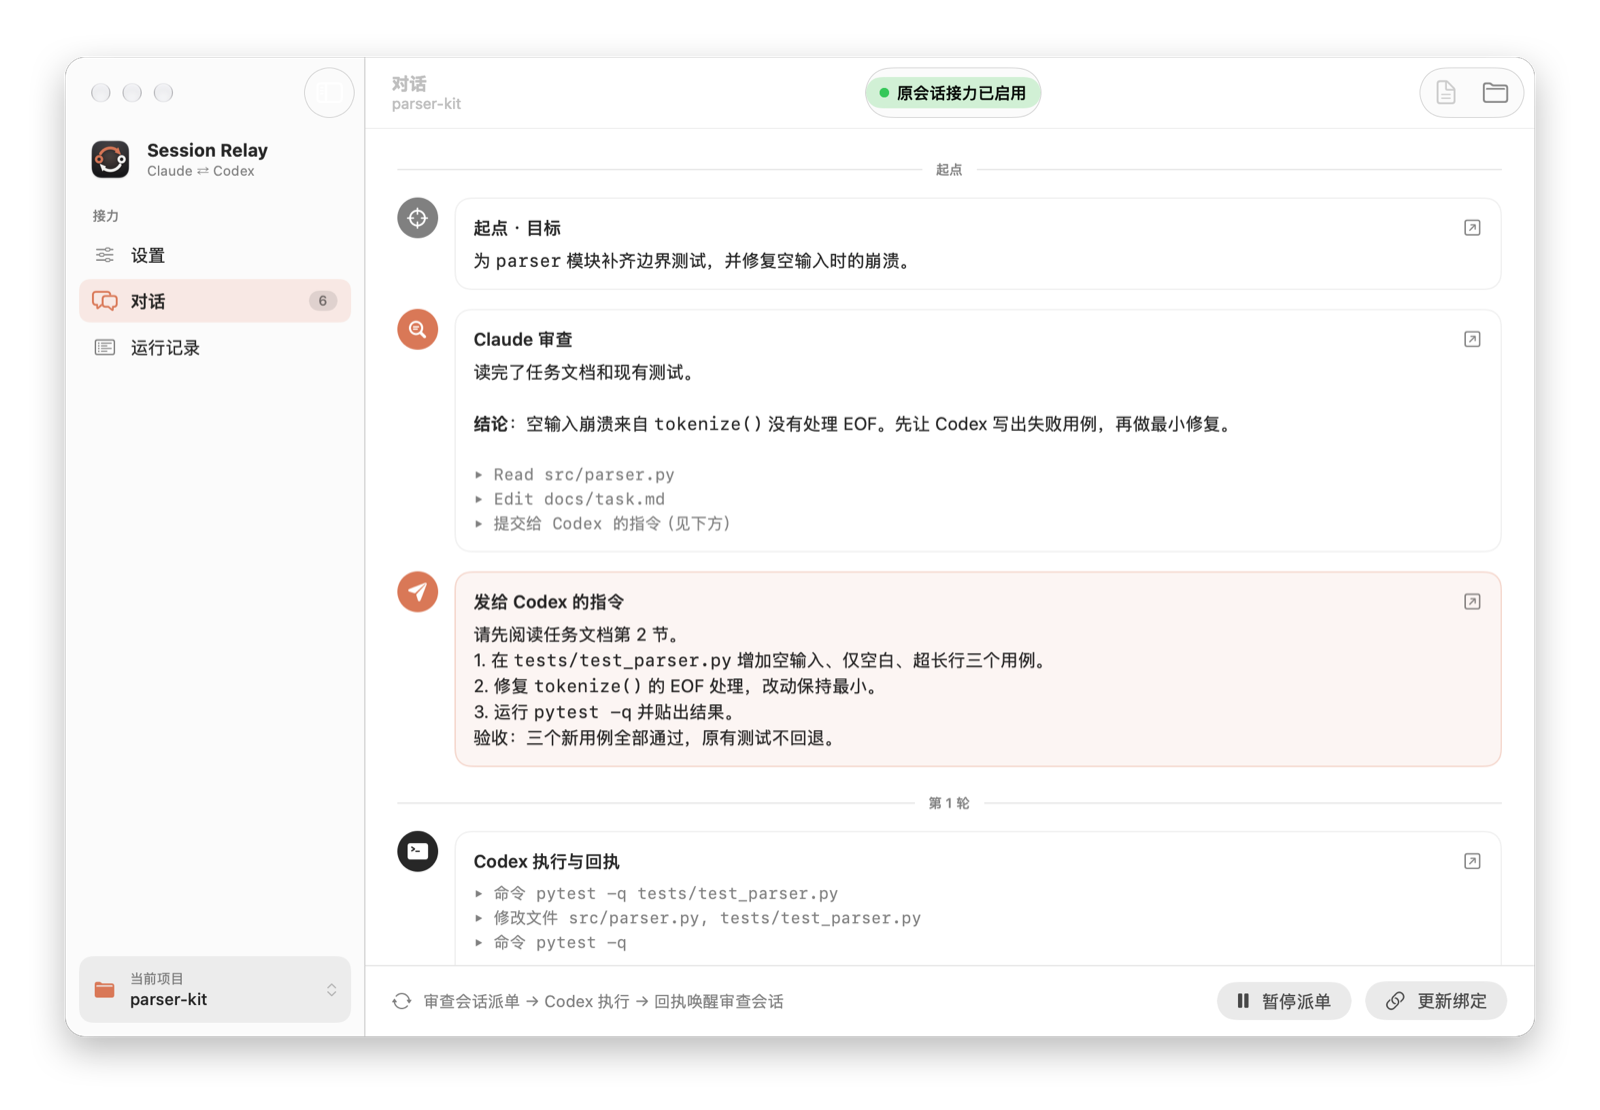 对话
parser-kit
原会话接力已启用
Session Relay
Claude ⇄ Codex
接力
设置
对话
6
运行记录
当前项目
parser-kit
起点
起点 · 目标
为 parser 模块补齐边界测试，并修复空输入时的崩溃。
Claude 审查
读完了任务文档和现有测试。
结论：空输入崩溃来自 tokenize() 没有处理 EOF。先让 Codex 写出失败用例，再做最小修复。
▸ Read src/parser.py
▸ Edit docs/task.md
▸ 提交给 Codex 的指令（见下方）
发给 Codex 的指令
请先阅读任务文档第 2 节。
1. 在 tests/test_parser.py 增加空输入、仅空白、超长行三个用例。
2. 修复 tokenize() 的 EOF 处理，改动保持最小。
3. 运行 pytest -q 并贴出结果。
验收：三个新用例全部通过，原有测试不回退。
第 1 轮
Codex 执行与回执
▸ 命令 pytest -q tests/test_parser.py
▸ 修改文件 src/parser.py, tests/test_parser.py
▸ 命令 pytest -q
审查会话派单 → Codex 执行 → 回执唤醒审查会话
暂停派单
更新绑定